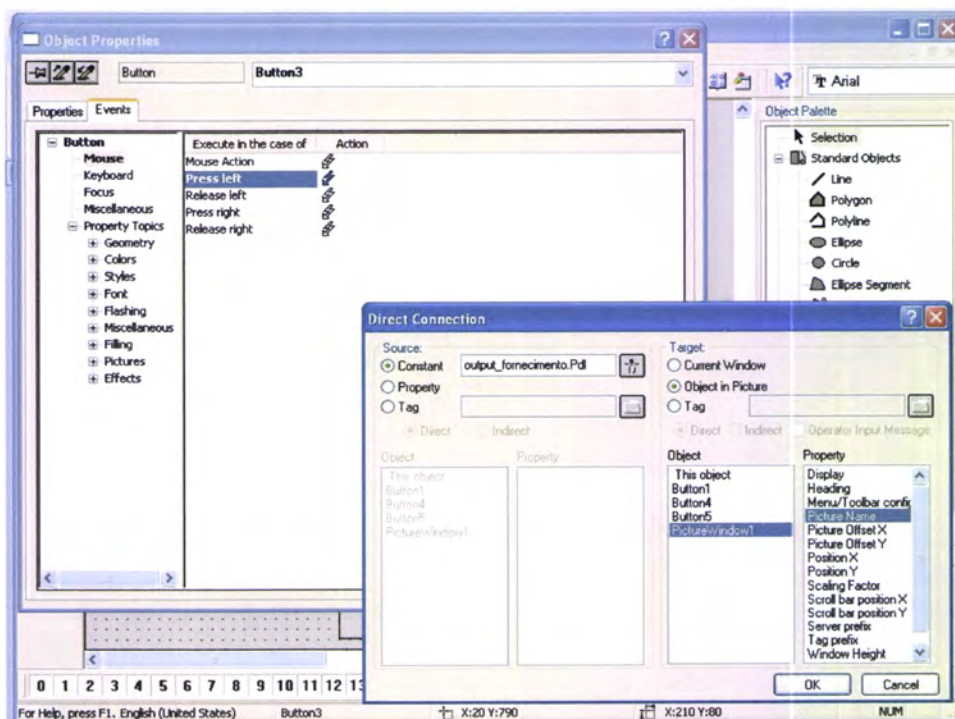 Object Properties
Button
Button3
Arial
Properties
Events
Object Palette
Button
Mouse
Keyboard
Focus
Miscellaneous
Property Topics
Geometry
Colors
Styles
Font
Flashing
Miscellaneous
Filling
Pictures
Effects
Execute in the case of
Action
Mouse Action
Press left
Release left
Press right
Release right
Selection
Standard Objects
Line
Polygon
Polyline
Ellipse
Circle
Ellipse Segment
Direct Connection
Source:
Constant
output_fornecimento.Pdl
Property
Tag
Direct
Indirect
Object
Property
This object
Button1
Button4
Button5
PictureWindow1
Target:
Current Window
Object in Picture
Tag
Direct
Indirect
Operator Input Message
Object
Property
This object
Button1
Button4
Button5
PictureWindow1
Display
Heading
Menu/Toolbar config
Picture Name
Picture Offset X
Picture Offset Y
Position X
Position Y
Scaling Factor
Scroll bar position X
Scroll bar position Y
Server prefix
Tag prefix
Window Height
OK
Cancel
0 1 2 3 4 5 6 7 8 9 10 11 12
For Help, press F1. English (United States)
Button3
X:20 Y:790
X:210 Y:80
NUM